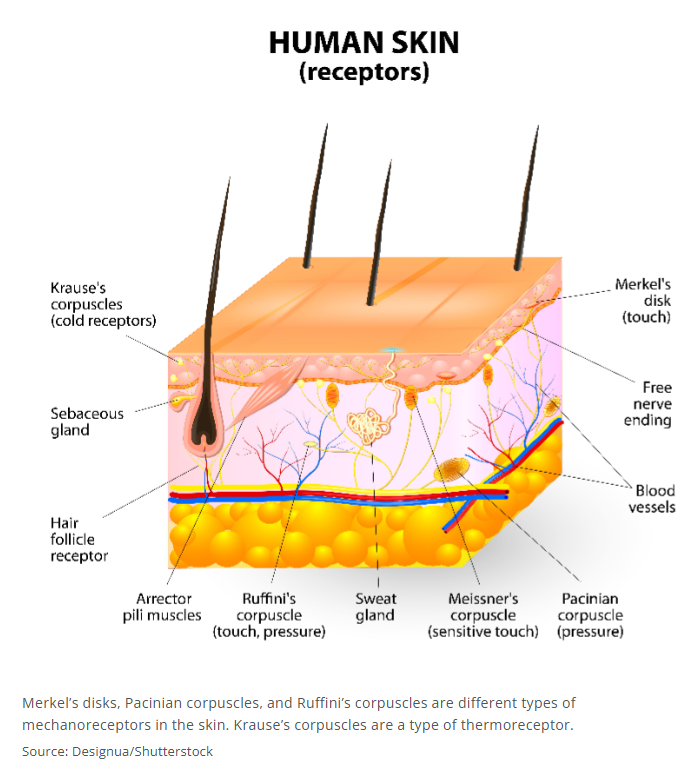 HUMAN SKIN
(receptors)
Krause's
corpuscles
(cold receptors)
Merkel's
disk
(touch)
Sebaceous
gland
Free
nerve
ending
Hair
follicle
receptor
Blood
vessels
Arrector
pili muscles
Ruffini's
corpuscle
(touch, pressure)
Sweat
gland
Meissner's
corpuscle
(sensitive touch)
Pacinian
corpuscle
(pressure)
Merkel’s disks, Pacinian corpuscles, and Ruffini’s corpuscles are different types of
mechanoreceptors in the skin. Krause’s corpuscles are a type of thermoreceptor.
Source: Designua/Shutterstock